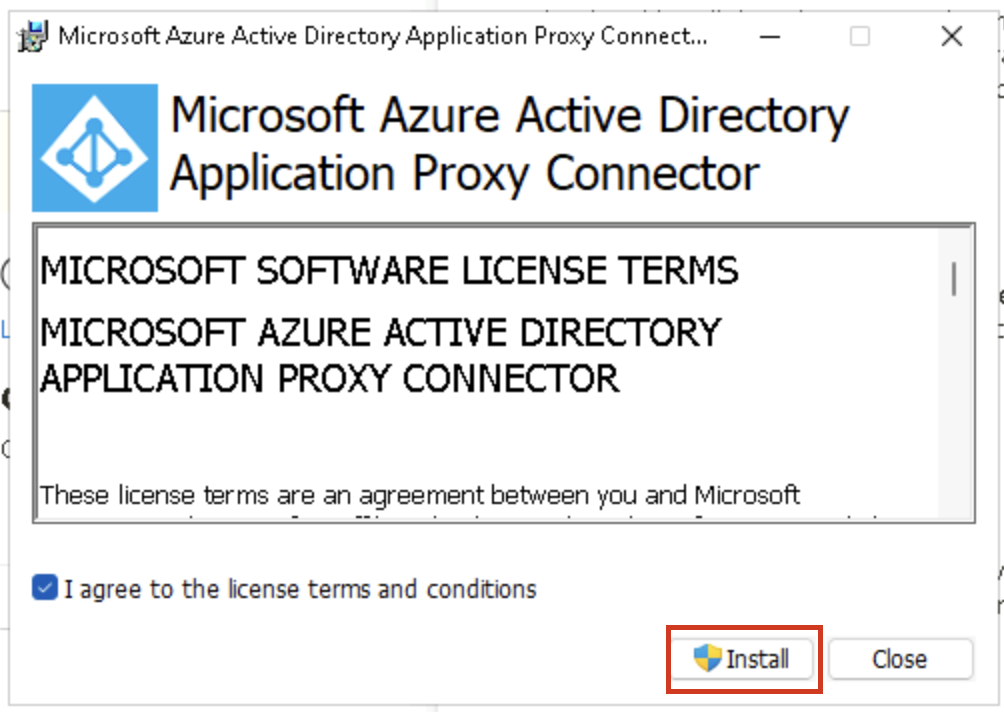 Microsoft Azure Active Directory Application Proxy Connect...
Microsoft Azure Active Directory
Application Proxy Connector
MICROSOFT SOFTWARE LICENSE TERMS
MICROSOFT AZURE ACTIVE DIRECTORY
APPLICATION PROXY CONNECTOR
These license terms are an agreement between you and Microsoft
I agree to the license terms and conditions
Install
Close